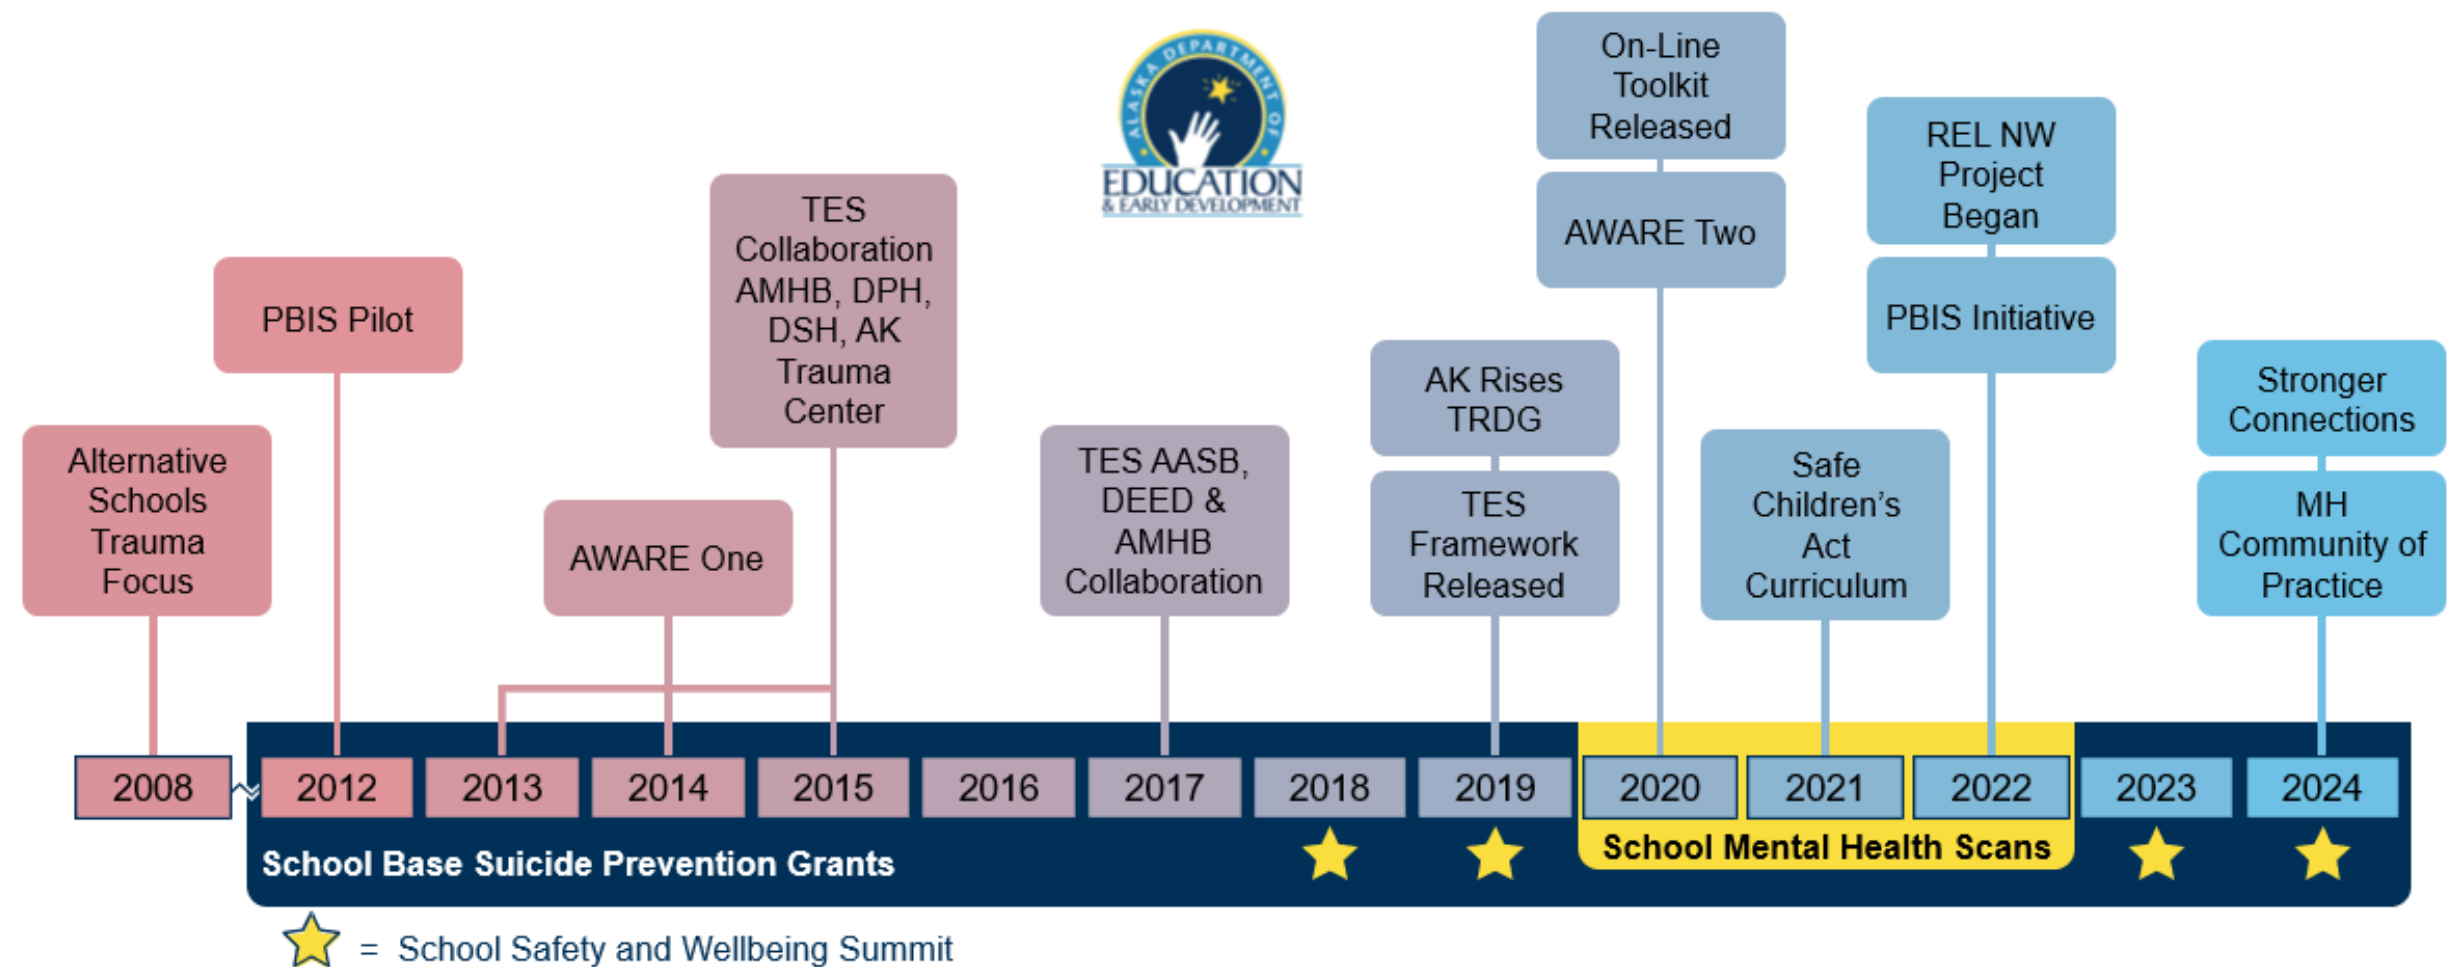 ALASKA DEPARTMENT OF
EDUCATION
& EARLY DEVELOPMENT
Alternative
Schools
Trauma
Focus
PBIS Pilot
AWARE One
TES
Collaboration
AMHB, DPH,
DSH, AK
Trauma
Center
TES AASB,
DEED &
AMHB
Collaboration
AK Rises
TRDG
TES
Framework
Released
On-Line
Toolkit
Released
AWARE Two
Safe
Children's
Act
Curriculum
REL NW
Project
Began
PBIS Initiative
Stronger
Connections
MH
Community of
Practice
2008 2012 2013 2014 2015 2016 2017 2018 2019 2020 2021 2022 2023 2024
School Base Suicide Prevention Grants
School Mental Health Scans
= School Safety and Wellbeing Summit